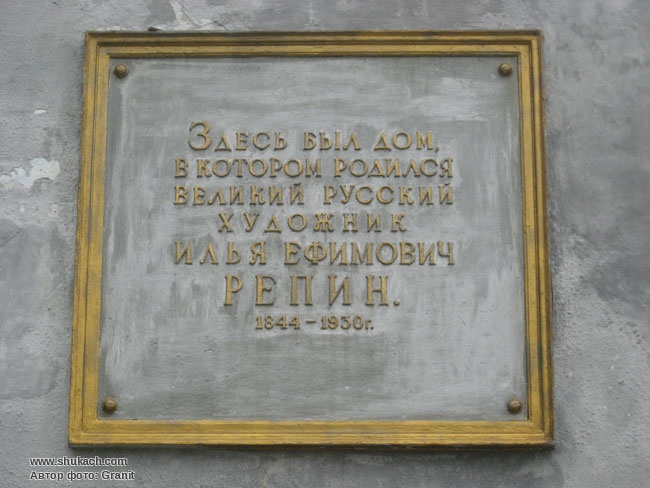 Здесь был дом,
в котором родился
великий русский
художник
Илья Ефимович
Репин.
1844-1930г.
www.shukach.com
Автор фото: Granit